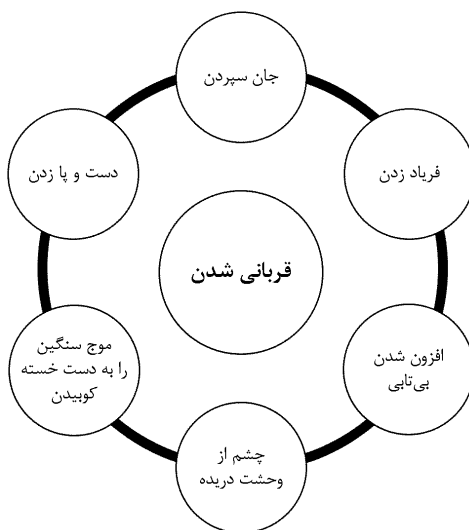 جان سپردن
فریاد زدن
دست و پا زدن
قربانی شدن
افزون شدن
بی‌تابی
موج سنگین
را به دست خسته
کوبیدن
چشم از
وحشت دریده